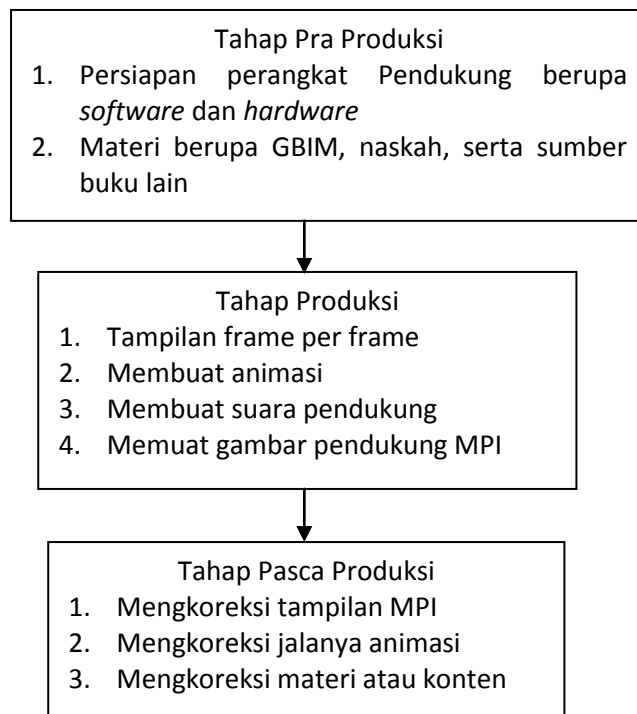 Tahap Pra Produksi
1. Persiapan perangkat Pendukung berupa
software dan hardware
2. Materi berupa GBIM, naskah, serta sumber
buku lain
Tahap Produksi
1. Tampilan frame per frame
2. Membuat animasi
3. Membuat suara pendukung
4. Memuat gambar pendukung MPI
Tahap Pasca Produksi
1. Mengkoreksi tampilan MPI
2. Mengkoreksi jalanya animasi
3. Mengkoreksi materi atau konten